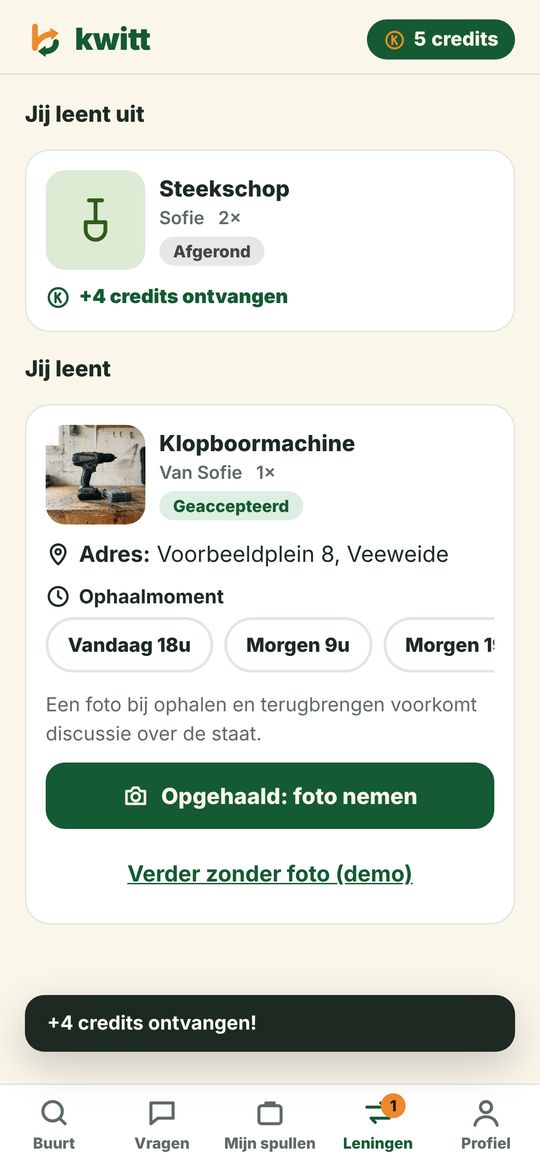 kwitt
5 credits
Jij leent uit
Steekschop
Sofie 2×
Afgerond
+4 credits ontvangen
Jij leent
Klopboormachine
Van Sofie 1×
Geaccepteerd
Adres: Voorbeeldplein 8, Veeweide
Ophaalmoment
Vandaag 18u
Morgen 9u
Morgen
Een foto bij ophalen en terugbrengen voorkomt
discussie over de staat.
Opgehaald: foto nemen
Verder zonder foto (demo)
+4 credits ontvangen!
1
Buurt
Vragen
Mijn spullen
Leningen
Profiel